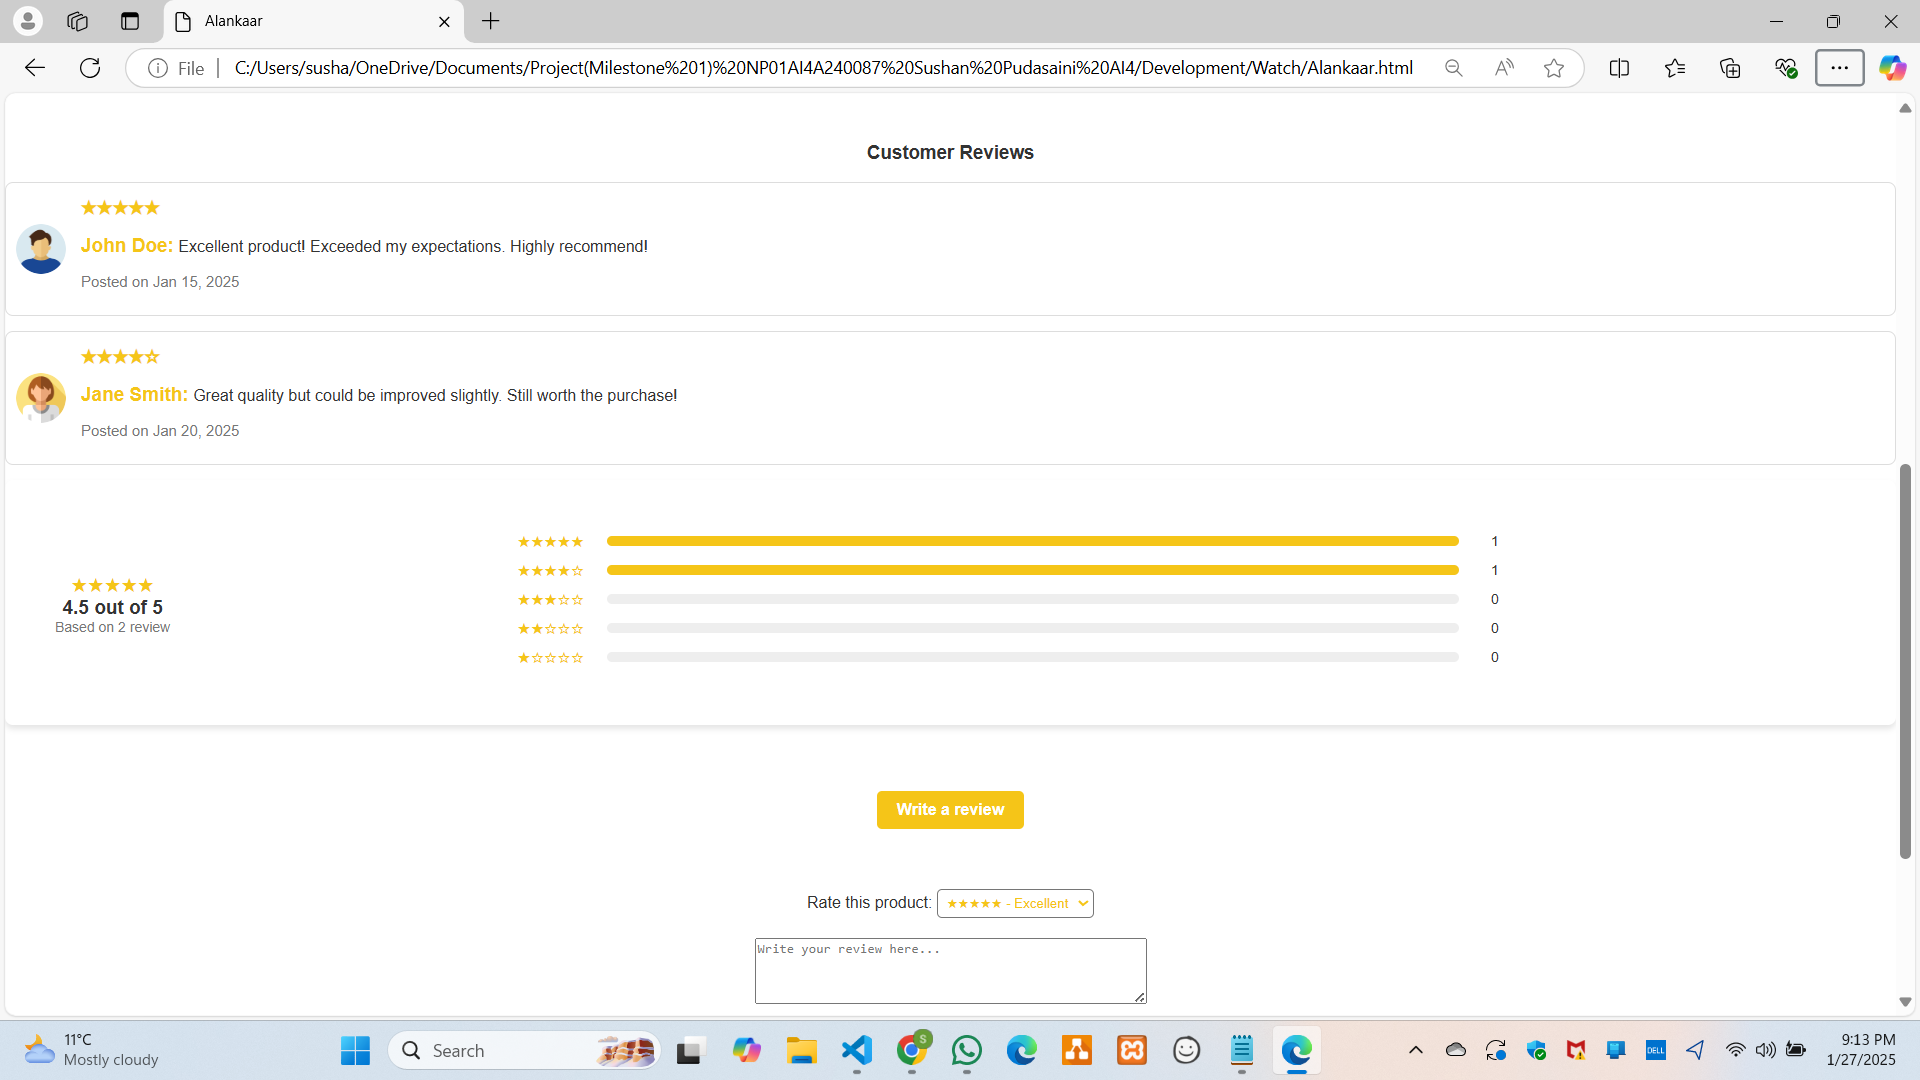 Alankaar
File
C:/Users/susha/OneDrive/Documents/Project(Milestone%201)%20NP01AI4A240087%20Sushan%20Pudasaini%20AI4/Development/Watch/Alankaar.html
Customer Reviews
★★★★★
John Doe: Excellent product! Exceeded my expectations. Highly recommend!
Posted on Jan 15, 2025
★★★★☆
Jane Smith: Great quality but could be improved slightly. Still worth the purchase!
Posted on Jan 20, 2025
★★★★★
4.5 out of 5
Based on 2 review
★★★★★ 1
★★★★☆ 1
★★★☆☆ 0
★★☆☆☆ 0
★☆☆☆☆ 0
Write a review
Rate this product: ★★★★★ - Excellent
Write your review here...
11°C
Mostly cloudy
Search
S
DELL
9:13 PM
1/27/2025